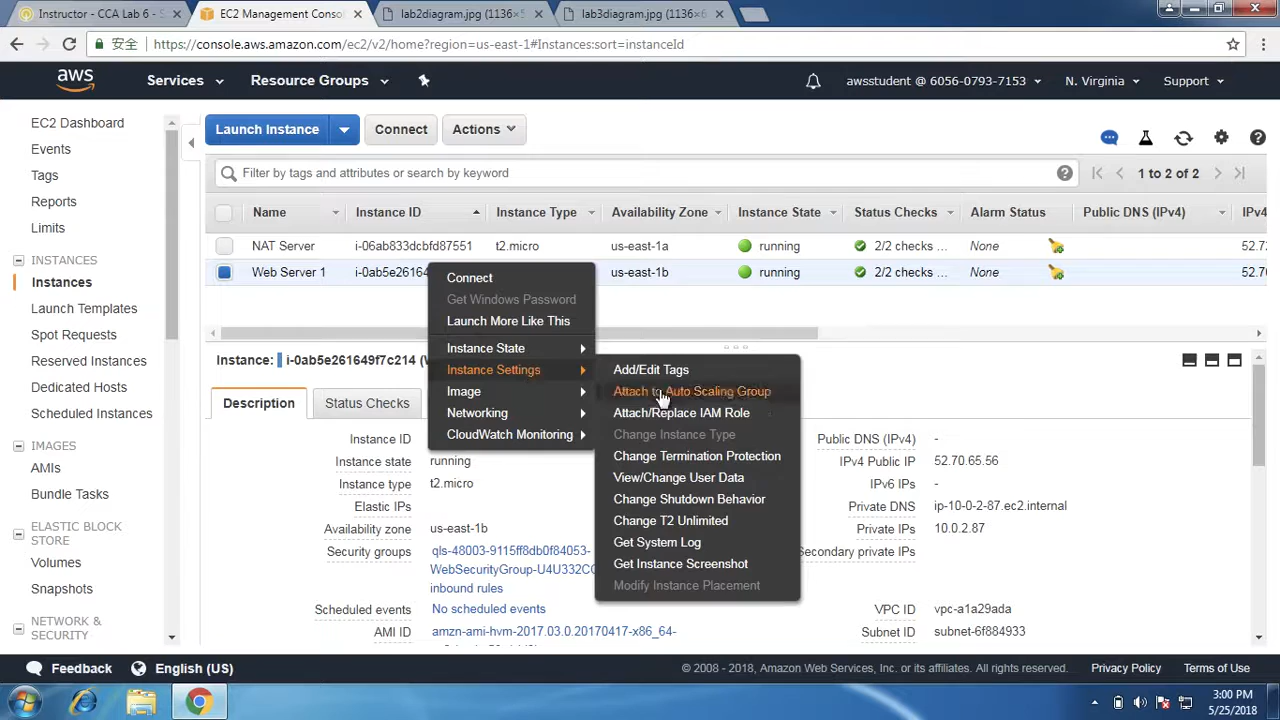 Instructor - CCA Lab 6 - S
EC2 Management Conso
lab2diagram.jpg (1136×5
lab3diagram.jpg (1136×6
安全
https://console.aws.amazon.com/ec2/v2/home?region=us-east-1#Instances:sort=instanceId
aws
Services
Resource Groups
awsstudent @ 6056-0793-7153
N. Virginia
Support
EC2 Dashboard
Events
Tags
Reports
Limits
INSTANCES
Instances
Launch Templates
Spot Requests
Reserved Instances
Dedicated Hosts
Scheduled Instances
IMAGES
AMIs
Bundle Tasks
ELASTIC BLOCK
STORE
Volumes
Snapshots
NETWORK &
SECURITY
Launch Instance
Connect
Actions
Filter by tags and attributes or search by keyword
1 to 2 of 2
Name Instance ID Instance Type Availability Zone Instance State Status Checks Alarm Status Public DNS (IPv4) IPv4
NAT Server i-06ab833dcbfd87551 t2.micro us-east-1a running 2/2 checks ... None 52.72
Web Server 1 i-0ab5e26164 us-east-1b running 2/2 checks ... None 52.70
Connect
Get Windows Password
Launch More Like This
Instance State
Instance Settings
Image
Networking
CloudWatch Monitoring
Add/Edit Tags
Attach to Auto Scaling Group
Attach/Replace IAM Role
Change Instance Type
Change Termination Protection
View/Change User Data
Change Shutdown Behavior
Change T2 Unlimited
Get System Log
Get Instance Screenshot
Modify Instance Placement
Instance: i-0ab5e261649f7c214 (W
Description
Status Checks
Instance ID
Instance state running
Instance type t2.micro
Elastic IPs
Availability zone us-east-1b
Security groups qls-48003-9115ff8db0f84053-
inbound rules
Scheduled events No scheduled events
AMI ID amzn-ami-hvm-2017.03.0.20170417-x86_64-
Public DNS (IPv4) -
IPv4 Public IP 52.70.65.56
IPv6 IPs -
Private DNS ip-10-0-2-87.ec2.internal
Private IPs 10.0.2.87
Secondary private IPs
VPC ID vpc-a1a29ada
Subnet ID subnet-6f884933
Feedback
English (US)
© 2008 - 2018, Amazon Web Services, Inc. or its affiliates. All rights reserved.
Privacy Policy
Terms of Use
3:00 PM
5/25/2018